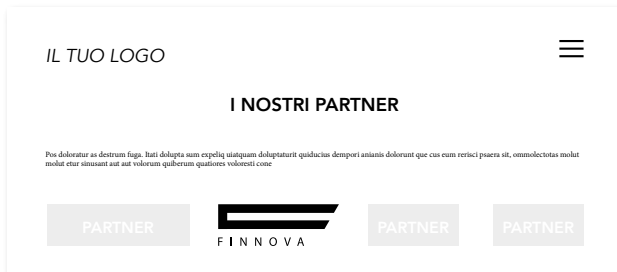 IL TUO LOGO
I NOSTRI PARTNER
Pos doloratur as destrum fuga. Itati dolupta sum expeliq uiatquam doluptaturit quiducius dempori anianis dolorunt que cus eum rerisci psaera sit, ommolectotas molut
molut etur sinusant aut aut volorum quiberum quatiores voloresti cone
PARTNER
FINNOVA
PARTNER
PARTNER